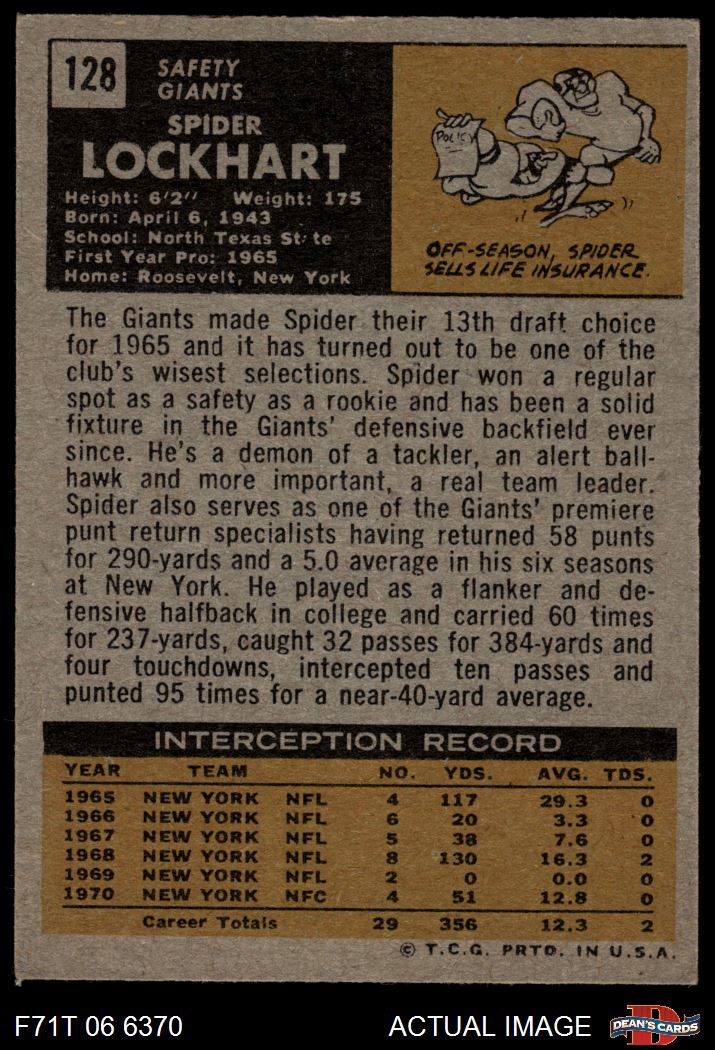 128
SAFETY
GIANTS
SPIDER
LOCKHART
Height: 6'2" Weight: 175
Born: April 6, 1943
School: North Texas State
First Year Pro: 1965
Home: Roosevelt, New York
POLICY
OFF-SEASON, SPIDER
SELLS LIFE INSURANCE.
The Giants made Spider their 13th draft choice
for 1965 and it has turned out to be one of the
club's wisest selections. Spider won a regular
spot as a safety as a rookie and has been a solid
fixture in the Giants' defensive backfield ever
since. He's a demon of a tackler, an alert ball-
hawk and more important, a real team leader.
Spider also serves as one of the Giants' premiere
punt return specialists having returned 58 punts
for 290-yards and a 5.0 average in his six seasons
at New York. He played as a flanker and de-
fensive halfback in college and carried 60 times
for 237-yards, caught 32 passes for 384-yards and
four touchdowns, intercepted ten passes and
punted 95 times for a near-40-yard average.
INTERCEPTION RECORD
YEAR TEAM NO. YDS. AVG. TDS.
1965 NEW YORK NFL 4 117 29.3 0
1966 NEW YORK NFL 6 20 3.3 0
1967 NEW YORK NFL 5 38 7.6 0
1968 NEW YORK NFL 8 130 16.3 2
1969 NEW YORK NFL 2 0 0.0 0
1970 NEW YORK NFC 4 51 12.8 0
Career Totals 29 356 12.3 2
© T.C.G. PRTD. IN U.S.A.
F71T 06 6370 ACTUAL IMAGE D DEAN'S CARDS